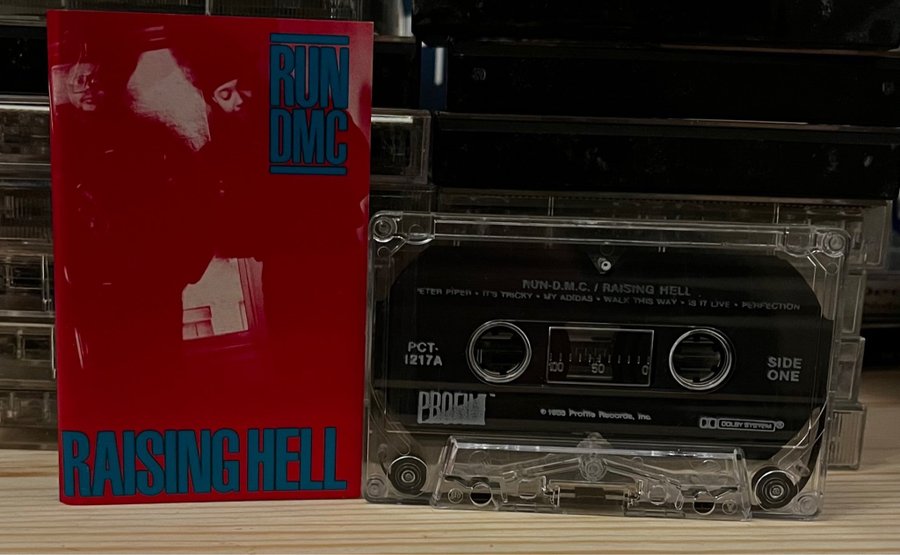 RUN
DMC
RAISING HELL
RUN-D.M.C. / RAISING HELL
ETER PIPER • IT'S TRICKY • MY ADIDAS • WALK THIS WAY • IS IT LIVE • PERFECTION
PCT-
1217A
100 50 0
SIDE
ONE
PROFILE™
© 1986 Profile Records, Inc.
DOLBY SYSTEM ®